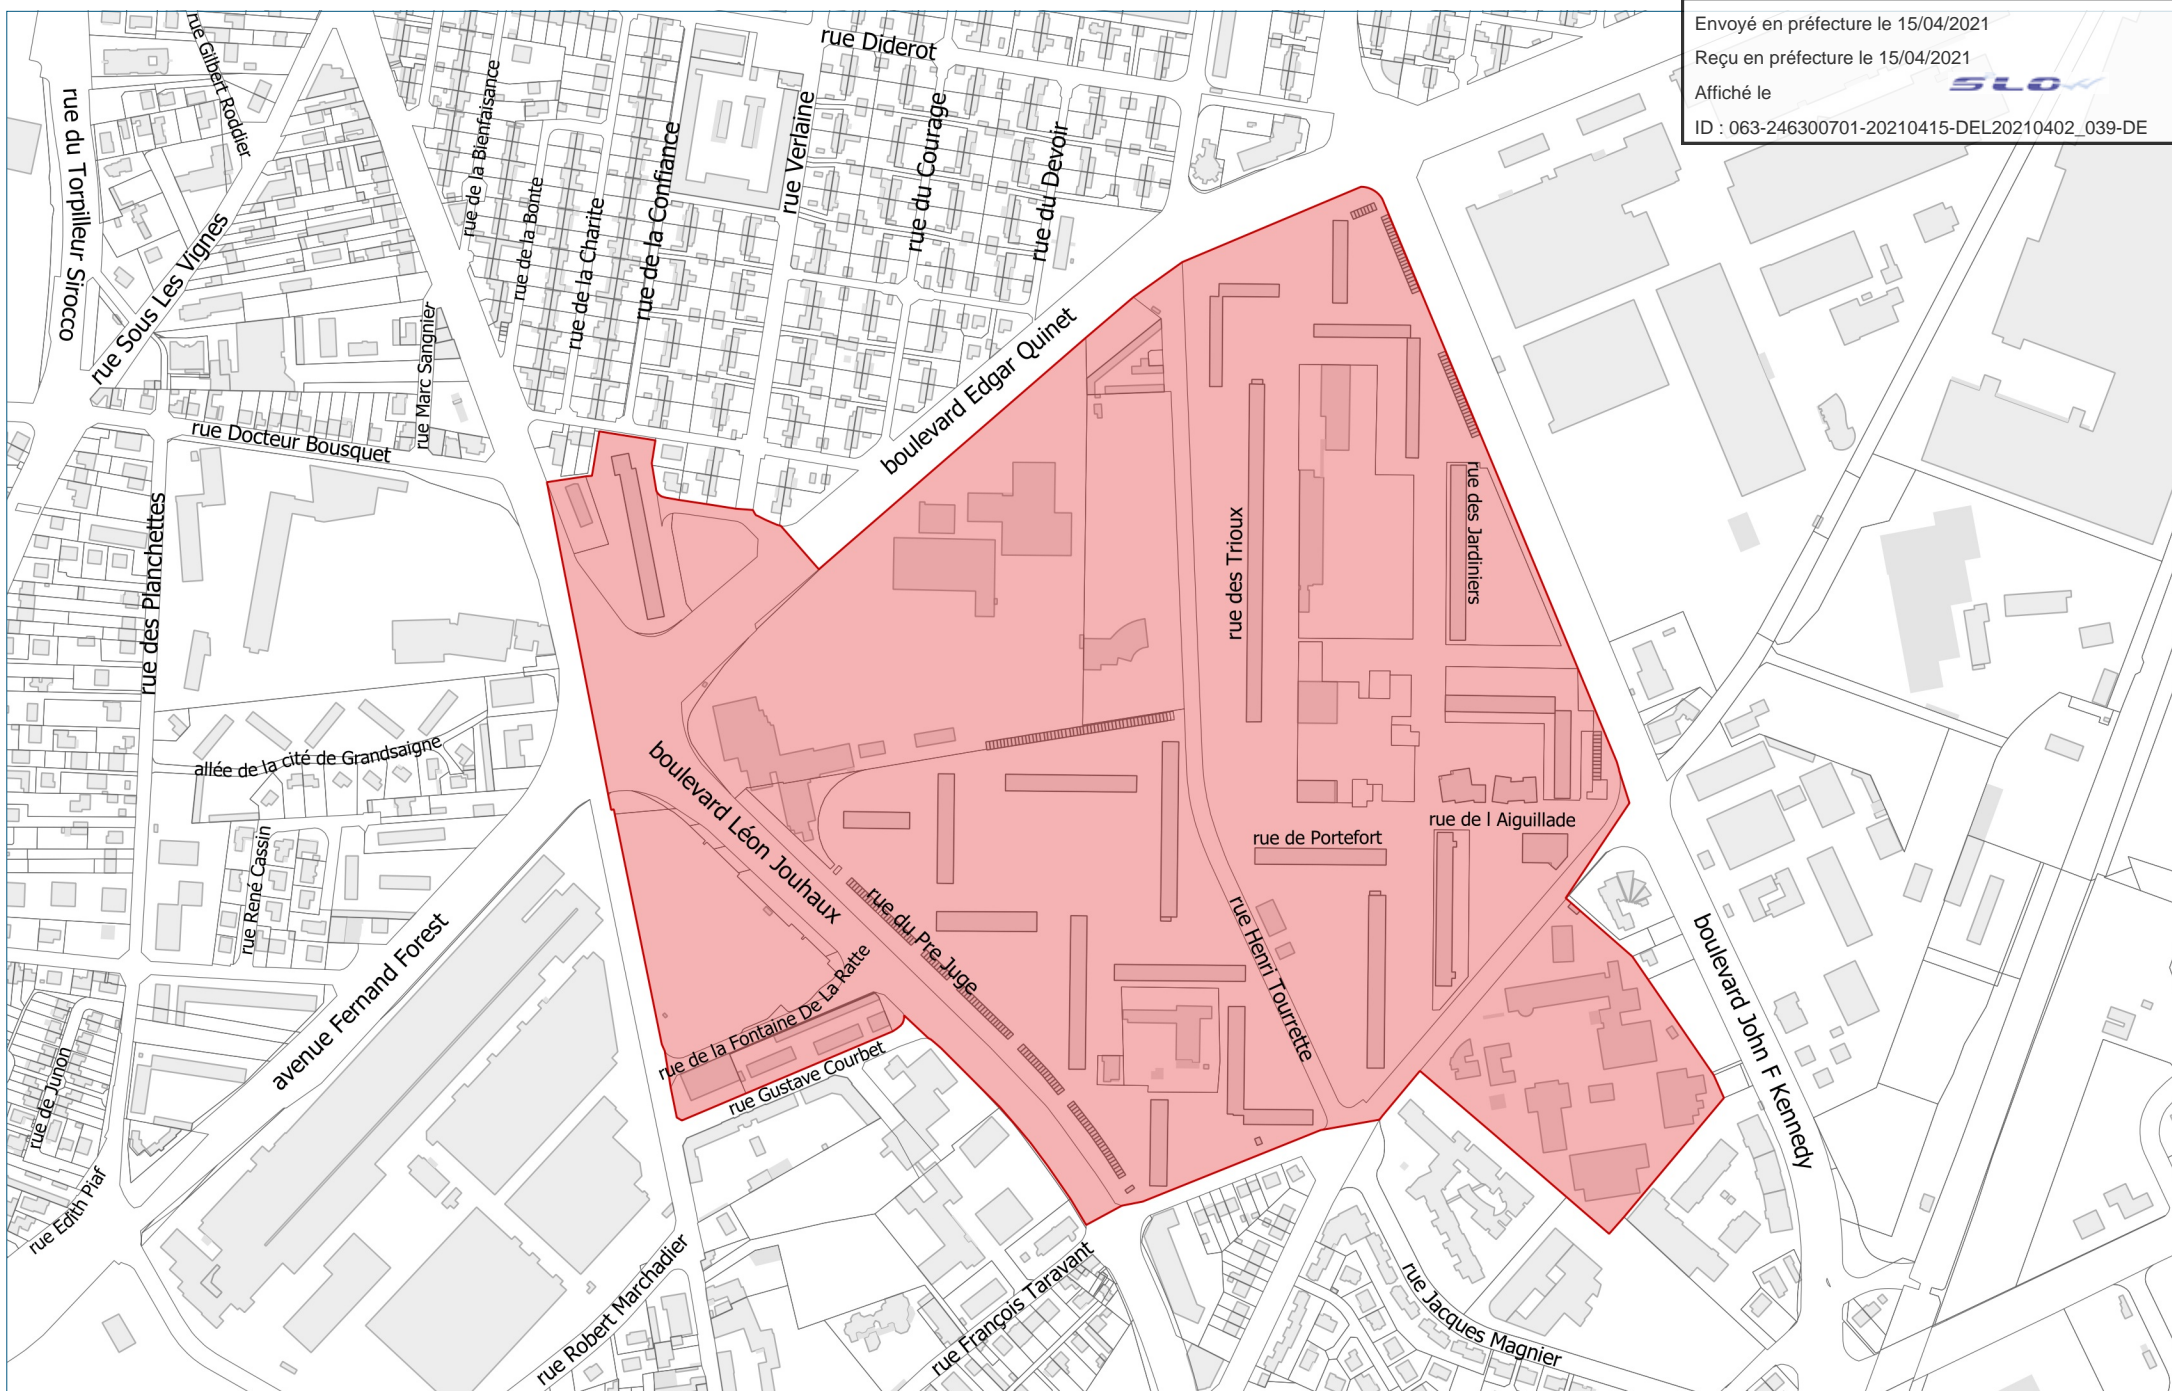 Envoyé en préfecture le 15/04/2021
Reçu en préfecture le 15/04/2021
Affiché le
SLOW
ID : 063-246300701-20210415-DEL20210402_039-DE
rue Gilbert Roddier
rue Diderot
rue du Torpilleur Sirocco
rue de la Bienfaisance
rue Verlaine
rue du Courage
rue du Devoir
rue de la Confiance
rue de la Bonte
rue de la Charite
rue Sous Les Vignes
rue Marc Sangnier
boulevard Edgar Quinet
rue Docteur Bousquet
rue des Planchettes
rue des Trioux
rue des Jardiniers
allée de la cité de Grandsaigne
boulevard Léon Jouhaux
rue de Portefort
rue de l Aiguillade
rue René Cassin
avenue Fernand Forest
rue du Pre Juge
rue Henri Tourrette
boulevard John F Kennedy
rue de la Fontaine De La Ratte
rue Gustave Courbet
rue de Junon
rue Edith Piaf
rue Robert Marchadier
rue François Taravant
rue Jacques Magnier